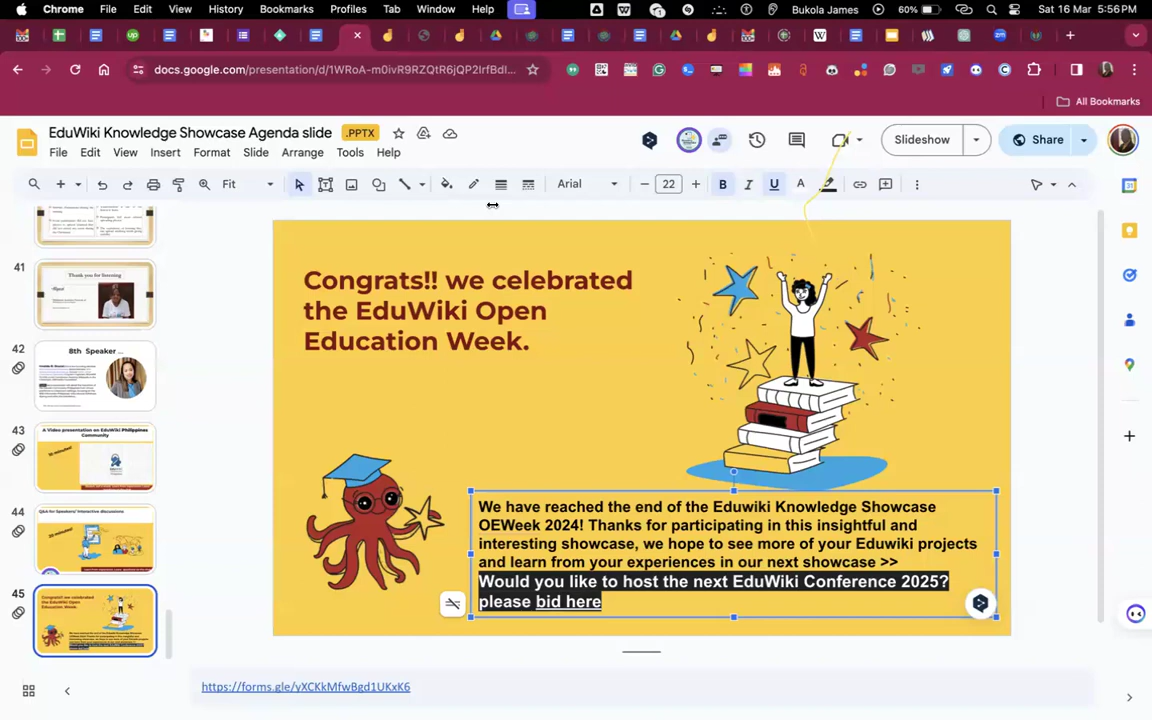 Chrome File Edit View History Bookmarks Profiles Tab Window Help Bukola James 60% Sat 16 Mar 5:56 PM
docs.google.com/presentation/d/1WRoA-m0ivR9RZQtR6jQP2IrfBdI...
All Bookmarks
EduWiki Knowledge Showcase Agenda slide .PPTX
Slideshow Share
File Edit View Insert Format Slide Arrange Tools Help
Fit Arial 22 B I U A
41
Thank you for listening
42
8th Speaker ...
43
A Video presentation on EduWiki Philippines
Community
44
Q&A for Speakers' Interactive discussions
45
Congrats!! we celebrated
the EduWiki Open
Education Week.
We have reached the end of the Eduwiki Knowledge Showcase
OEWeek 2024! Thanks for participating in this insightful and
interesting showcase, we hope to see more of your Eduwiki projects
and learn from your experiences in our next showcase >>
Would you like to host the next EduWiki Conference 2025?
please bid here
https://forms.gle/yXCKkMfwBgd1UKxK6